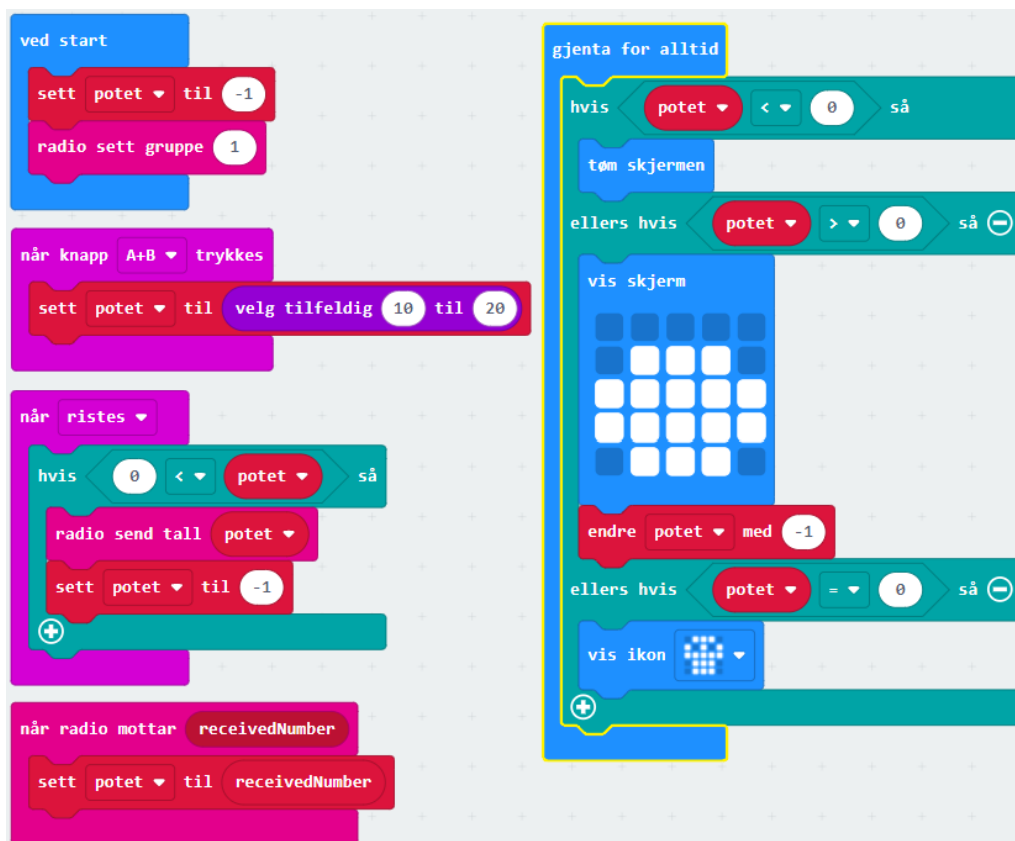 ved start
sett potet til -1
radio sett gruppe 1
når knapp A+B trykkes
sett potet til velg tilfeldig 10 til 20
når ristes
hvis 0 < potet så
radio send tall potet
sett potet til -1
når radio mottar receivedNumber
sett potet til receivedNumber
gjenta for alltid
hvis potet < 0 så
tøm skjermen
ellers hvis potet > 0 så
vis skjerm
endre potet med -1
ellers hvis potet = 0 så
vis ikon